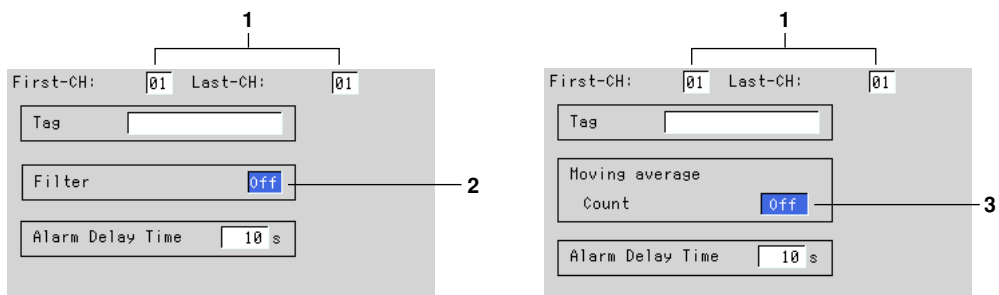 1
First-CH: 01 Last-CH: 01
Tag
Filter Off
2
Alarm Delay Time 10 s
1
First-CH: 01 Last-CH: 01
Tag
Moving average
Count Off
3
Alarm Delay Time 10 s